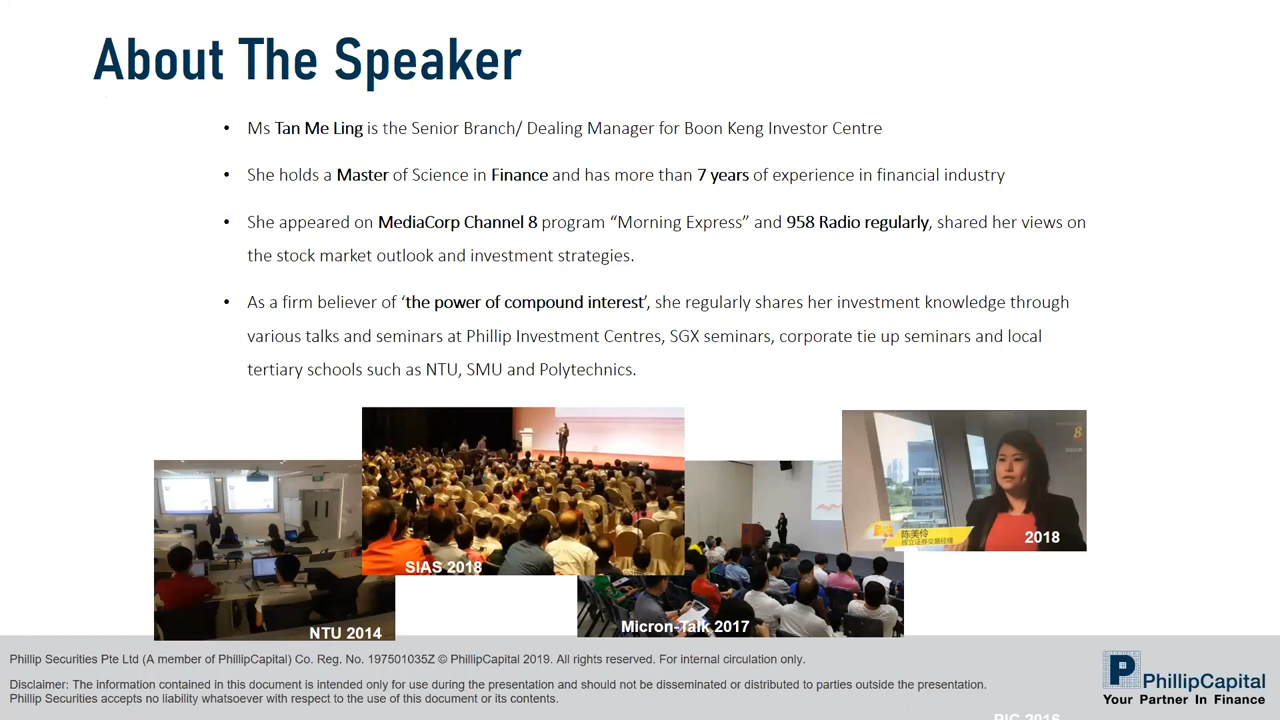 About The Speaker
• Ms Tan Me Ling is the Senior Branch/ Dealing Manager for Boon Keng Investor Centre
• She holds a Master of Science in Finance and has more than 7 years of experience in financial industry
• She appeared on MediaCorp Channel 8 program “Morning Express” and 958 Radio regularly, shared her views on
the stock market outlook and investment strategies.
• As a firm believer of ‘the power of compound interest’, she regularly shares her investment knowledge through
various talks and seminars at Phillip Investment Centres, SGX seminars, corporate tie up seminars and local
tertiary schools such as NTU, SMU and Polytechnics.
8
陈美伶
2018
SIAS 2018
Micron-Talk 2017
NTU 2014
Phillip Securities Pte Ltd (A member of PhillipCapital) Co. Reg. No. 197501035Z © PhillipCapital 2019. All rights reserved. For internal circulation only.
Disclaimer: The information contained in this document is intended only for use during the presentation and should not be disseminated or distributed to parties outside the presentation.
Phillip Securities accepts no liability whatsoever with respect to the use of this document or its contents.
P PhillipCapital
Your Partner In Finance
PIC 2016